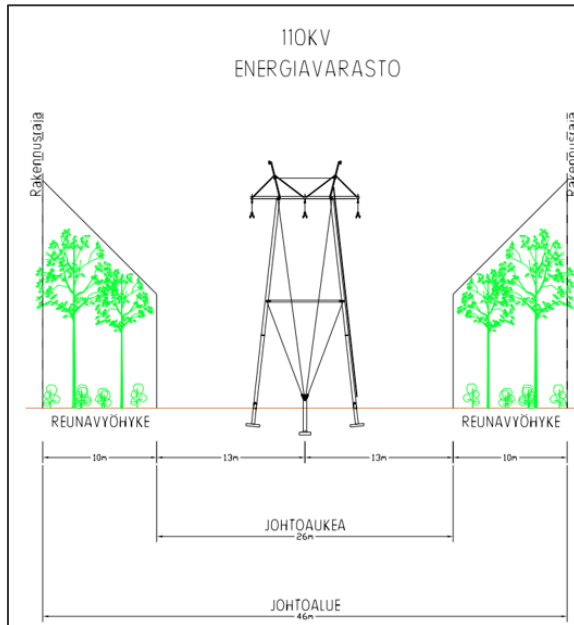 110KV
ENERGIAVARASTO
Rakennusraja
Rakennusraja
REUNAVYÖHYKE
REUNAVYÖHYKE
10m
13m
13m
10m
JOHTOAUKEA
26m
JOHTOALUE
46m